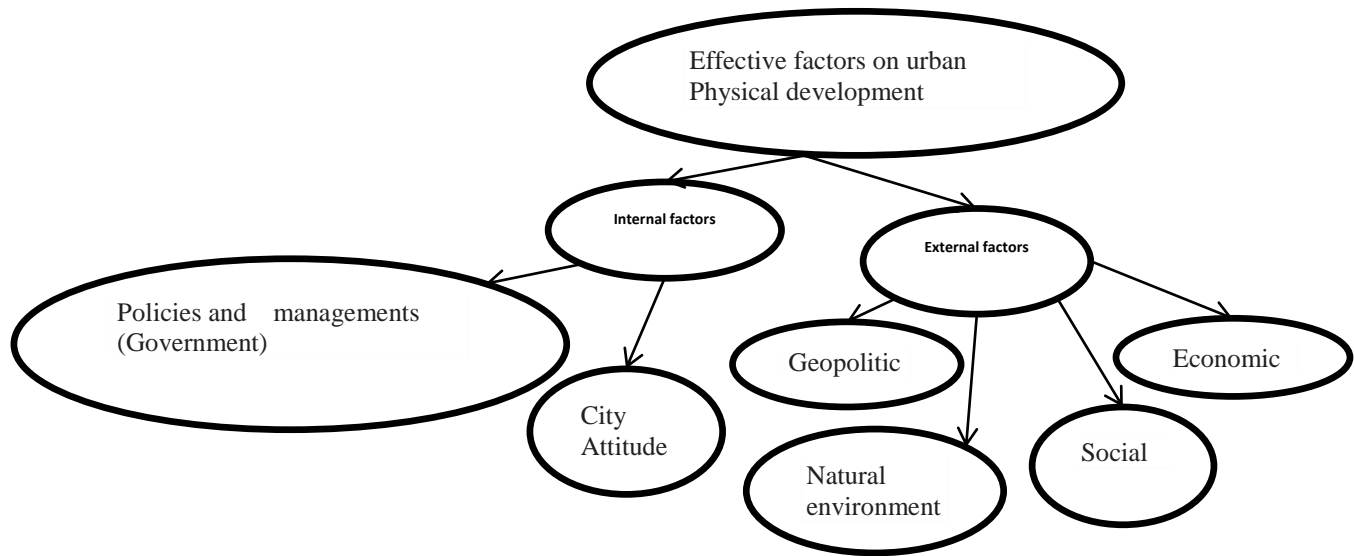 Effective factors on urban
Physical development
Internal factors
External factors
Policies and managements
(Government)
Geopolitic
Economic
City
Attitude
Social
Natural
environment